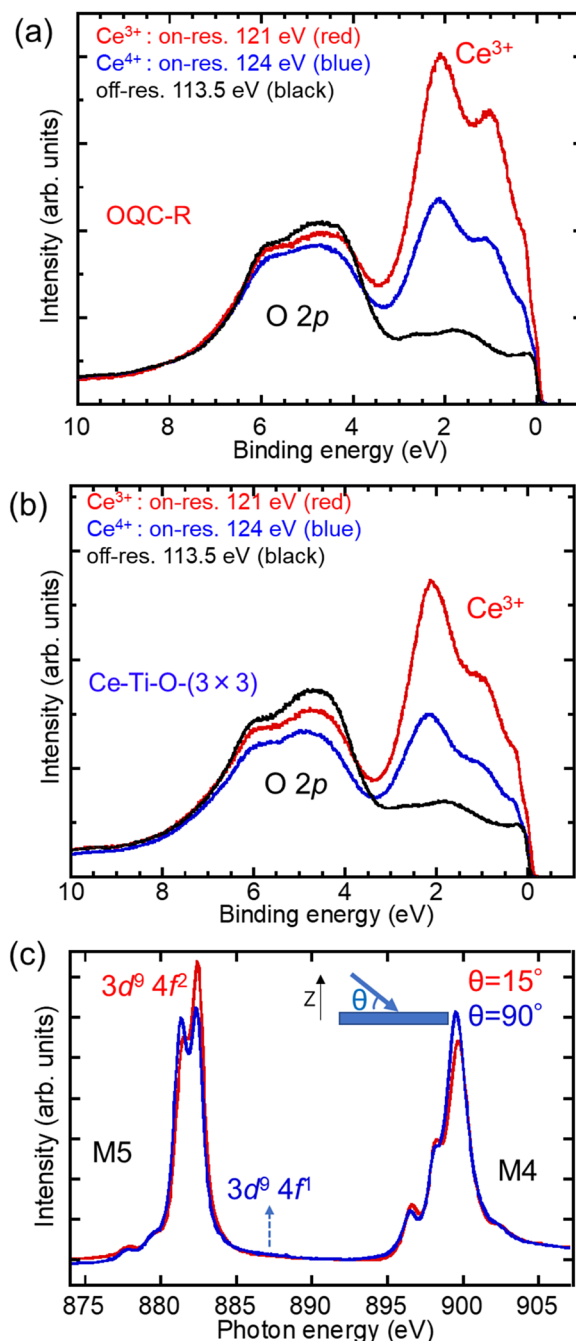 (a)
Ce³⁺ : on-res. 121 eV (red)
Ce⁴⁺ : on-res. 124 eV (blue)
off-res. 113.5 eV (black)
Ce³⁺
OQC-R
O 2p
Intensity (arb. units)
10 8 6 4 2 0
Binding energy (eV)
(b)
Ce³⁺ : on-res. 121 eV (red)
Ce⁴⁺ : on-res. 124 eV (blue)
off-res. 113.5 eV (black)
Ce³⁺
Ce-Ti-O-(3×3)
O 2p
Intensity (arb. units)
10 8 6 4 2 0
Binding energy (eV)
(c)
3d⁹ 4f²
z
θ
θ=15°
θ=90°
M5
M4
3d⁹ 4f¹
Intensity (arb. units)
875 880 885 890 895 900 905
Photon energy (eV)